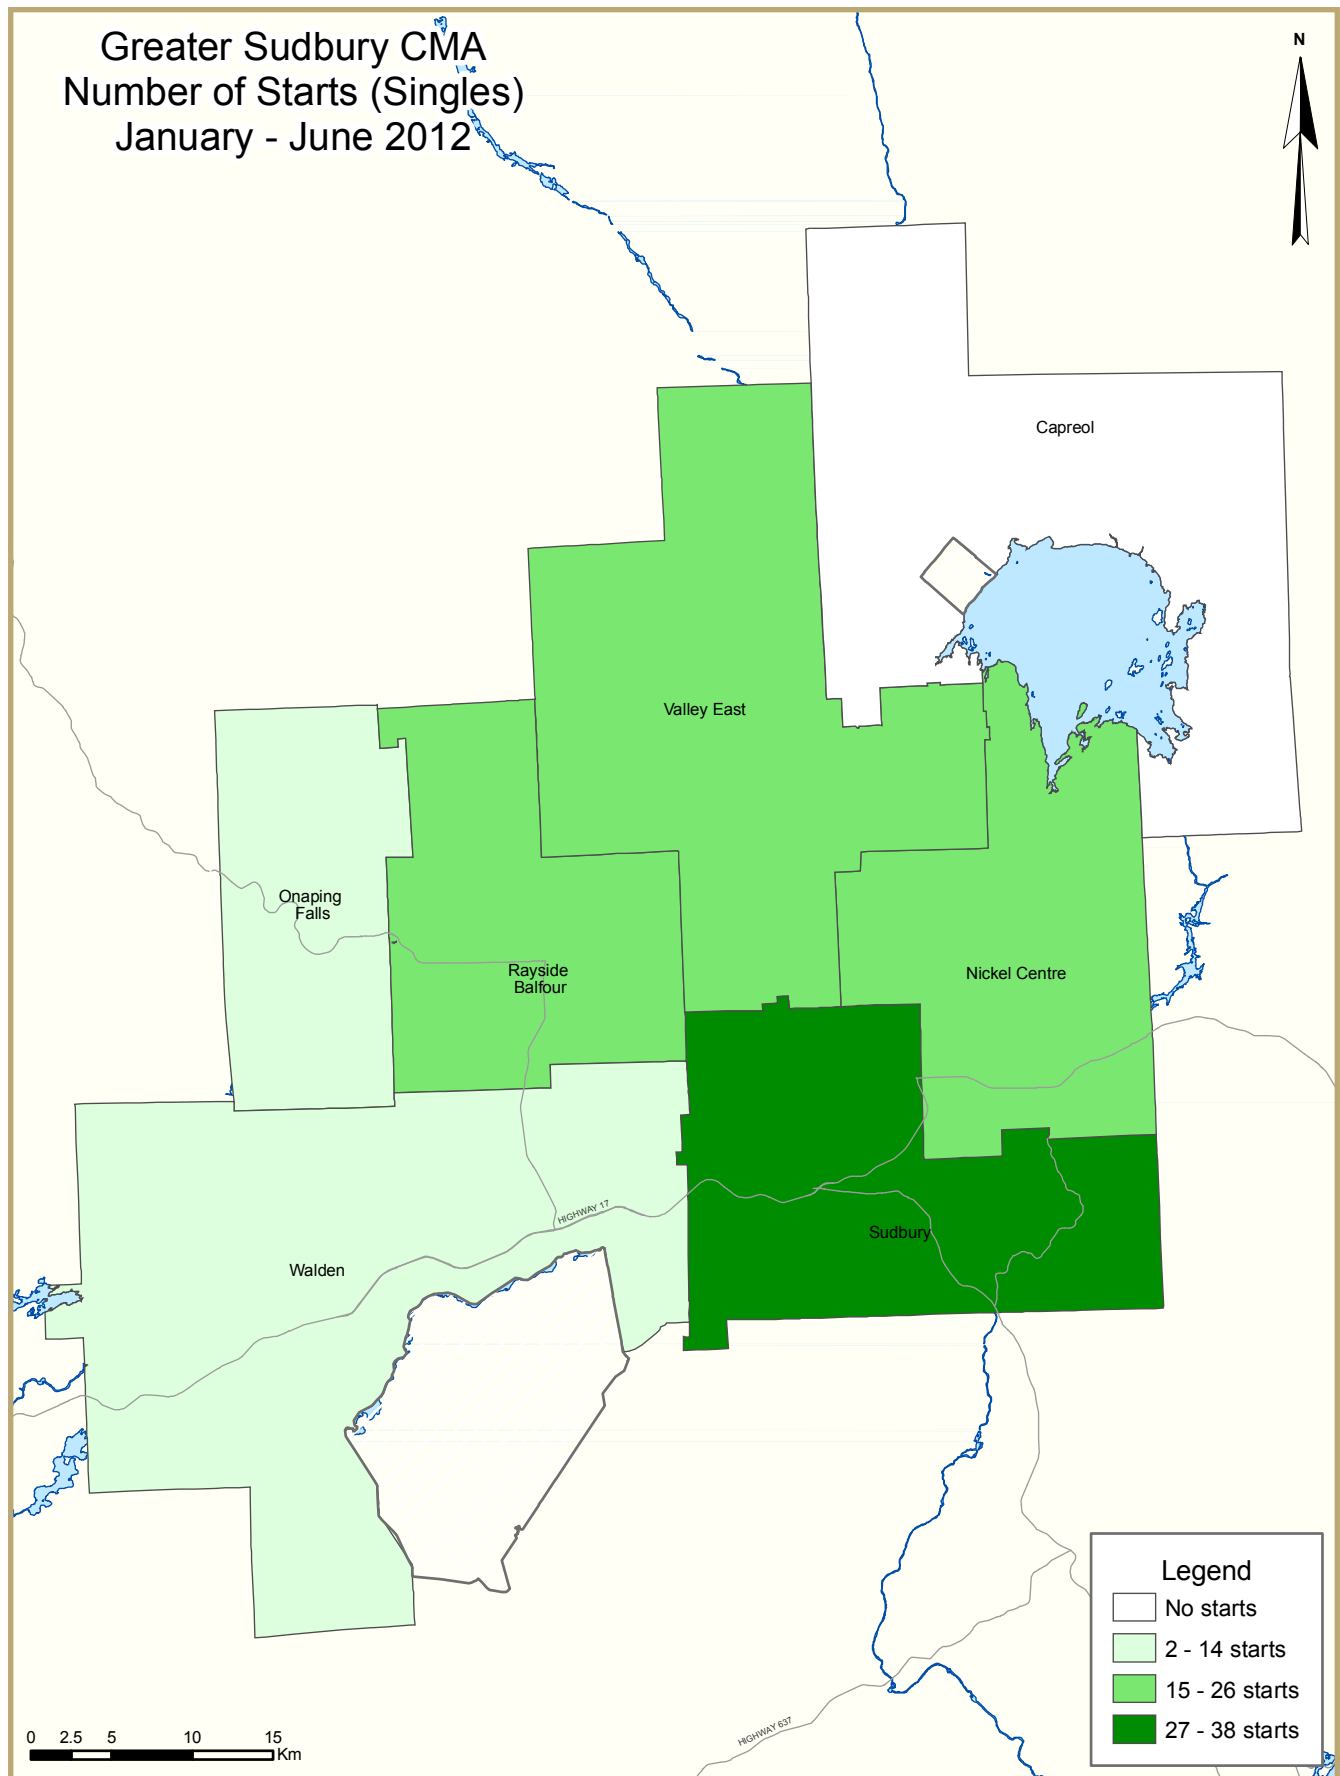 Greater Sudbury CMA
Number of Starts (Singles)
January - June 2012
N
Capreol
Valley East
Onaping
Falls
Rayside
Balfour
Nickel Centre
HIGHWAY 17
Sudbury
Walden
HIGHWAY 637
Legend
No starts
2 - 14 starts
15 - 26 starts
27 - 38 starts
0 2.5 5 10 15
Km